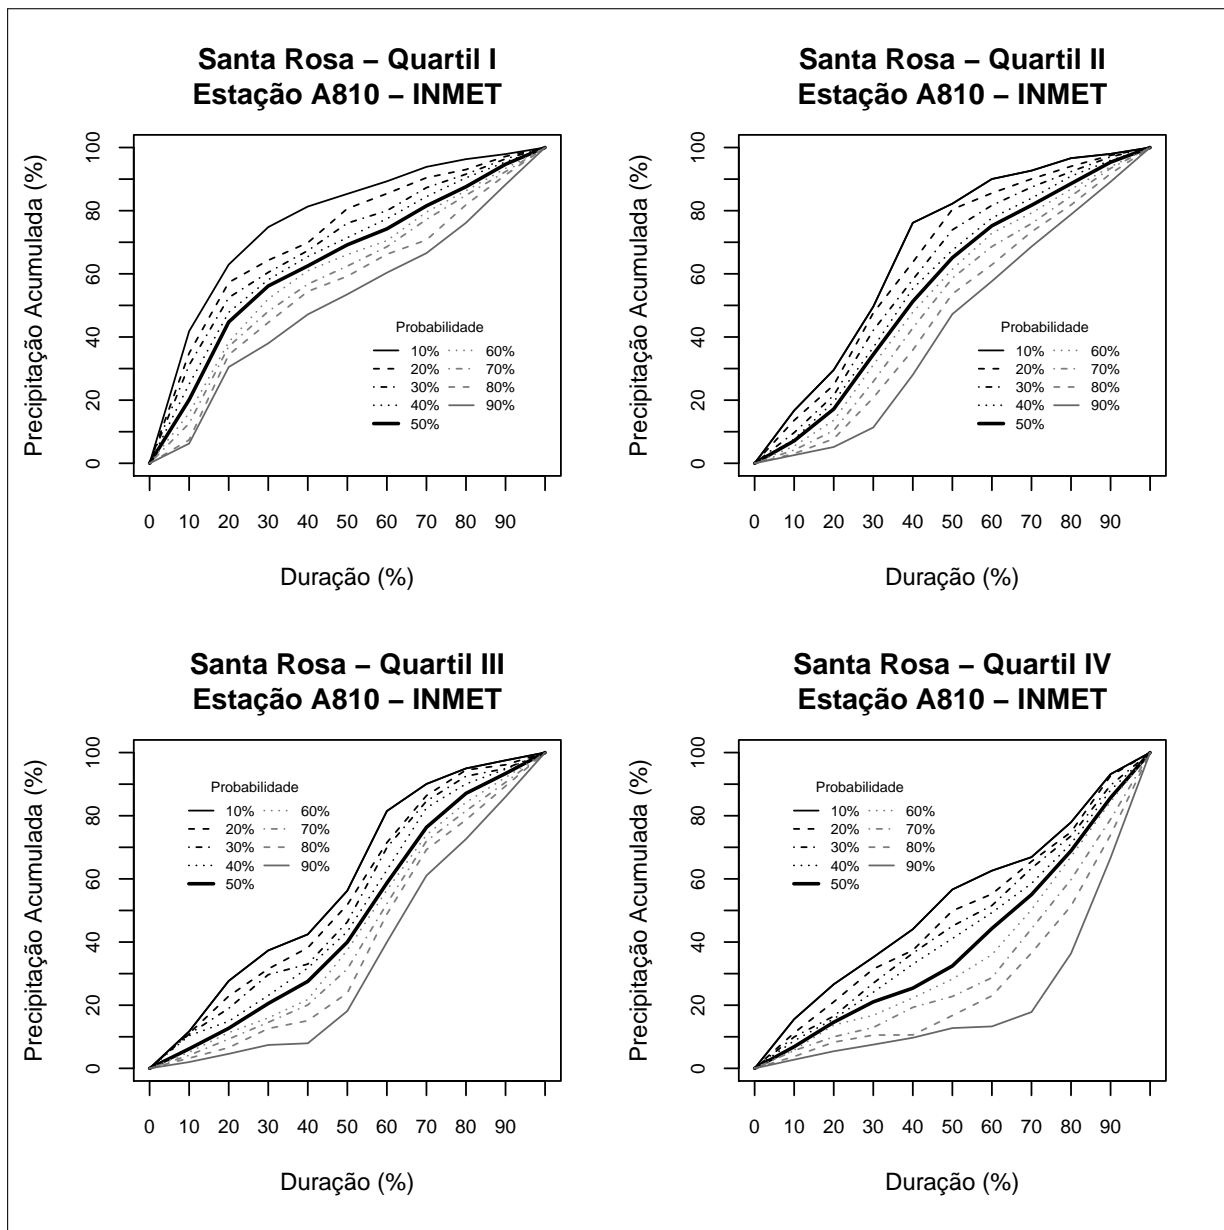 Santa Rosa – Quartil I
Estação A810 – INMET
Precipitação Acumulada (%)
100
80
60
40
20
0
Probabilidade
10% 60%
20% 70%
30% 80%
40% 90%
50%
0 10 20 30 40 50 60 70 80 90
Duração (%)
Santa Rosa – Quartil II
Estação A810 – INMET
Precipitação Acumulada (%)
100
80
60
40
20
0
Probabilidade
10% 60%
20% 70%
30% 80%
40% 90%
50%
0 10 20 30 40 50 60 70 80 90
Duração (%)
Santa Rosa – Quartil III
Estação A810 – INMET
Precipitação Acumulada (%)
100
80
60
40
20
0
Probabilidade
10% 60%
20% 70%
30% 80%
40% 90%
50%
0 10 20 30 40 50 60 70 80 90
Duração (%)
Santa Rosa – Quartil IV
Estação A810 – INMET
Precipitação Acumulada (%)
100
80
60
40
20
0
Probabilidade
10% 60%
20% 70%
30% 80%
40% 90%
50%
0 10 20 30 40 50 60 70 80 90
Duração (%)